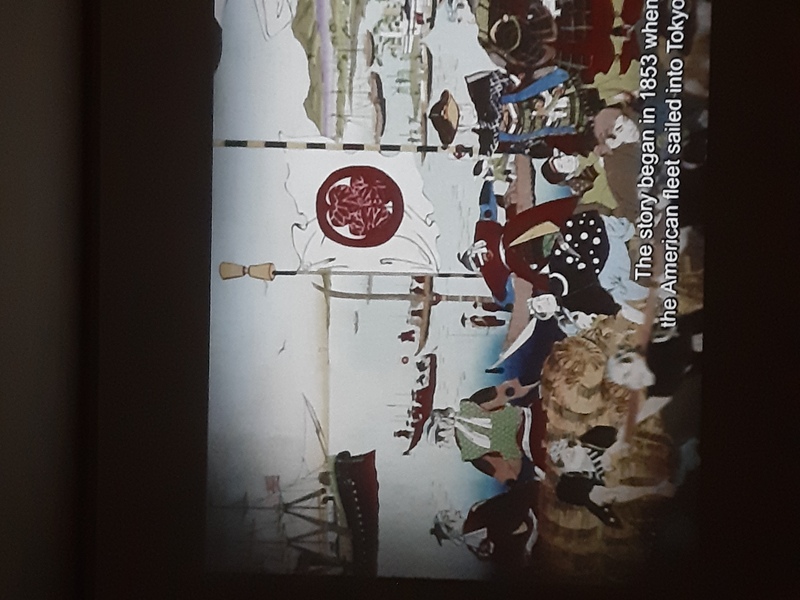 The story began in 1853 when
the American fleet sailed into Tokyo